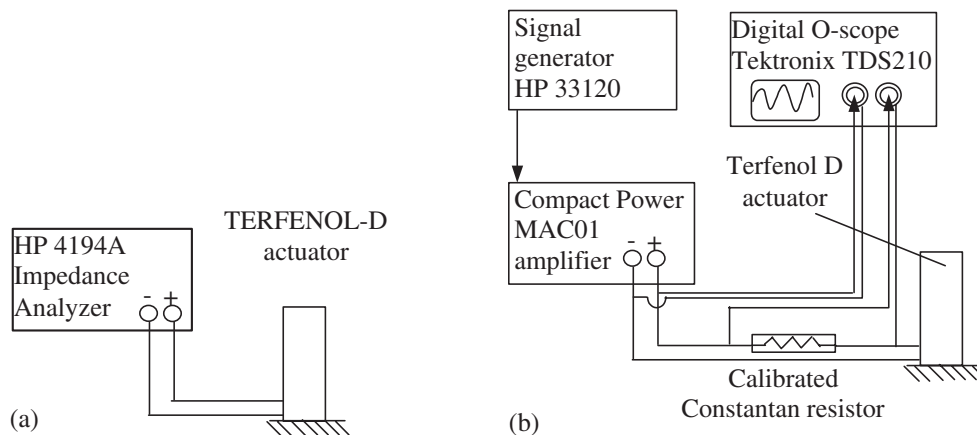 HP 4194A
Impedance
Analyzer
- +
TERFENOL-D
actuator
(a)
Signal
generator
HP 33120
Digital O-scope
Tektronix TDS210
Compact Power
MAC01
amplifier
- +
Terfenol D
actuator
Calibrated
Constantan resistor
(b)